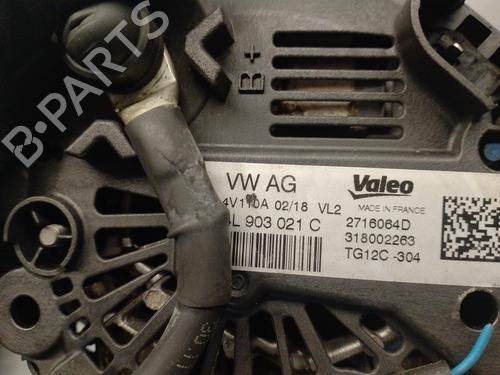 B-PARTS
B+
VW AG
Valeo
4V110A 02/18 VL2
MADE IN FRANCE
L 903 021 C
2716064D
318002263
TG12C -304